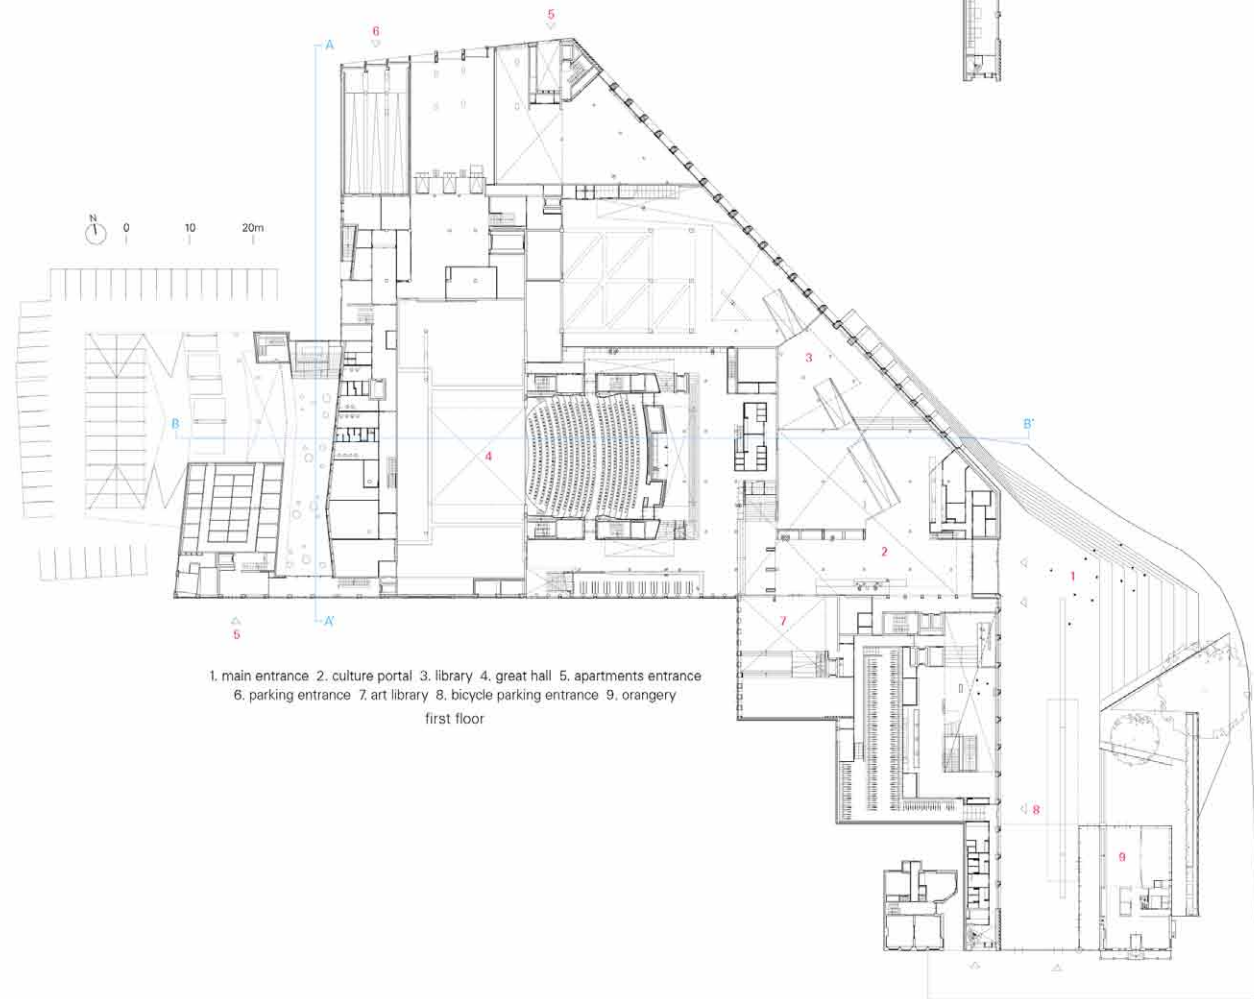 5
6
A
N
0 10 20m
3
B
B'
4
2
1
A'
5
7
1. main entrance 2. culture portal 3. library 4. great hall 5. apartments entrance
6. parking entrance 7. art library 8. bicycle parking entrance 9. orangery
first floor
8
9